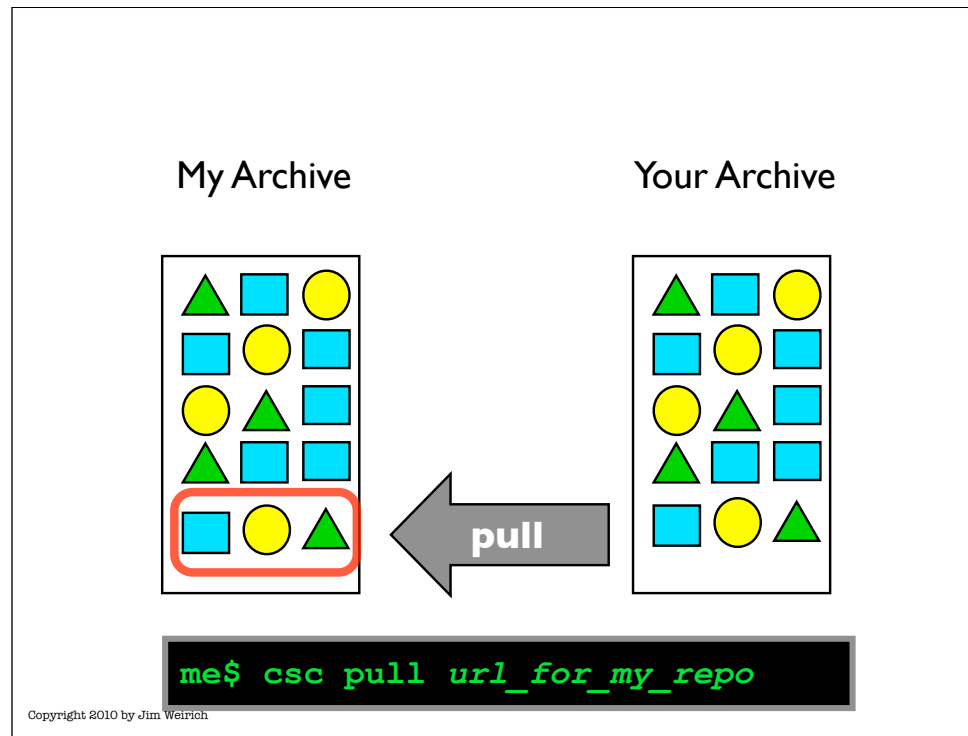 My Archive
Your Archive
pull
me$ csc pull url_for_my_repo
Copyright 2010 by Jim Weirich